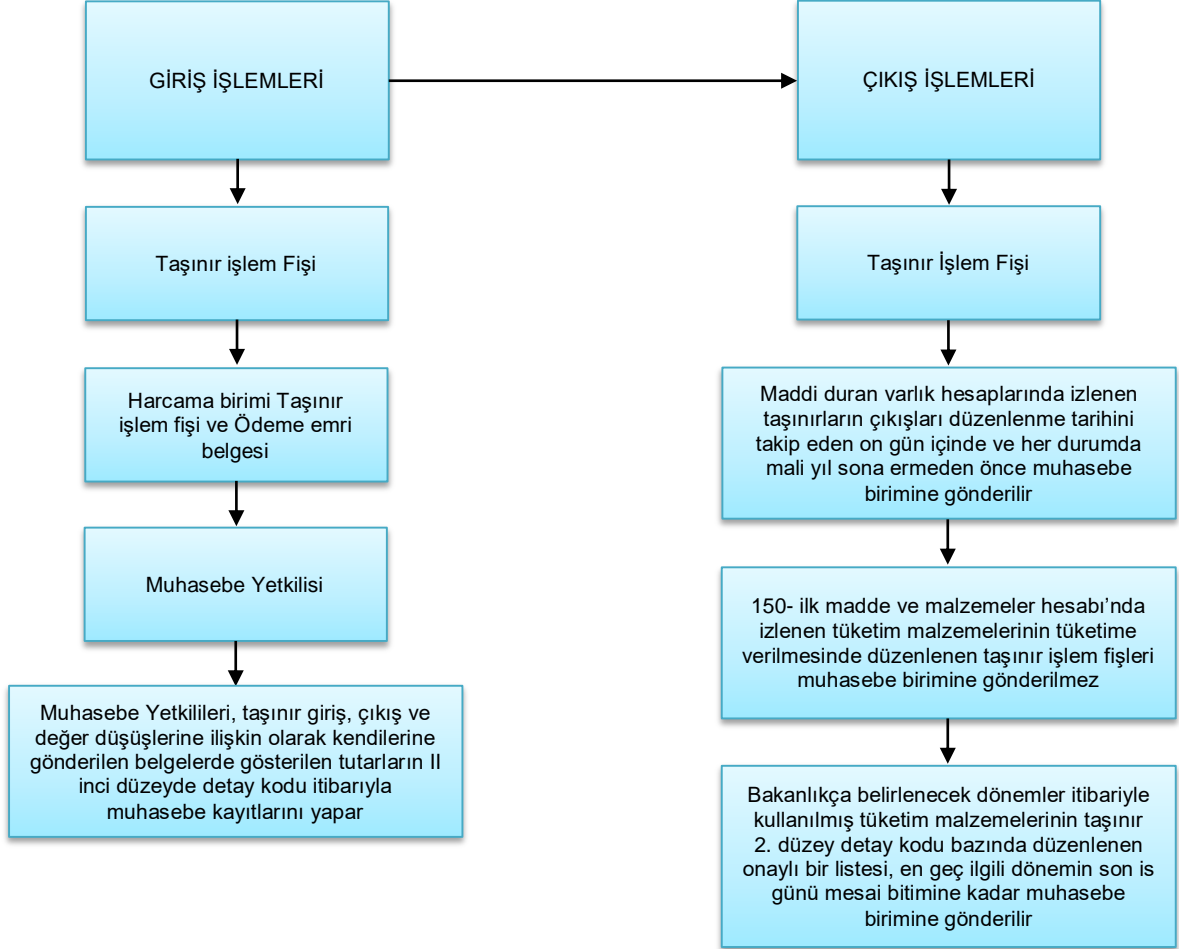 GİRİŞ İŞLEMLERİ
ÇIKIŞ İŞLEMLERİ
Taşınır işlem Fişi
Taşınır İşlem Fişi
Harcama birimi Taşınır
işlem fişi ve Ödeme emri
belgesi
Maddi duran varlık hesaplarında izlenen
taşınırların çıkışları düzenlenme tarihini
takip eden on gün içinde ve her durumda
mali yıl sona ermeden önce muhasebe
birimine gönderilir
Muhasebe Yetkilisi
150- ilk madde ve malzemeler hesabı’nda
izlenen tüketim malzemelerinin tüketime
verilmesinde düzenlenen taşınır işlem fişleri
muhasebe birimine gönderilmez
Muhasebe Yetkilileri, taşınır giriş, çıkış ve
değer düşüşlerine ilişkin olarak kendilerine
gönderilen belgelerde gösterilen tutarların II
inci düzeyde detay kodu itibarıyla
muhasebe kayıtlarını yapar
Bakanlıkça belirlenecek dönemler itibariyle
kullanılmış tüketim malzemelerinin taşınır
2. düzey detay kodu bazında düzenlenen
onaylı bir listesi, en geç ilgili dönemin son is
günü mesai bitimine kadar muhasebe
birimine gönderilir